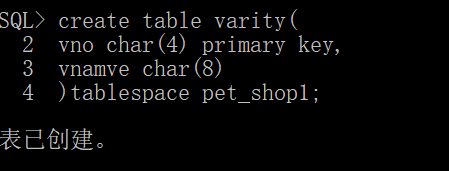 SQL> create table varity(
2 vno char(4) primary key,
3 vnamve char(8)
4 )tablespace pet_shop1;
表已创建。